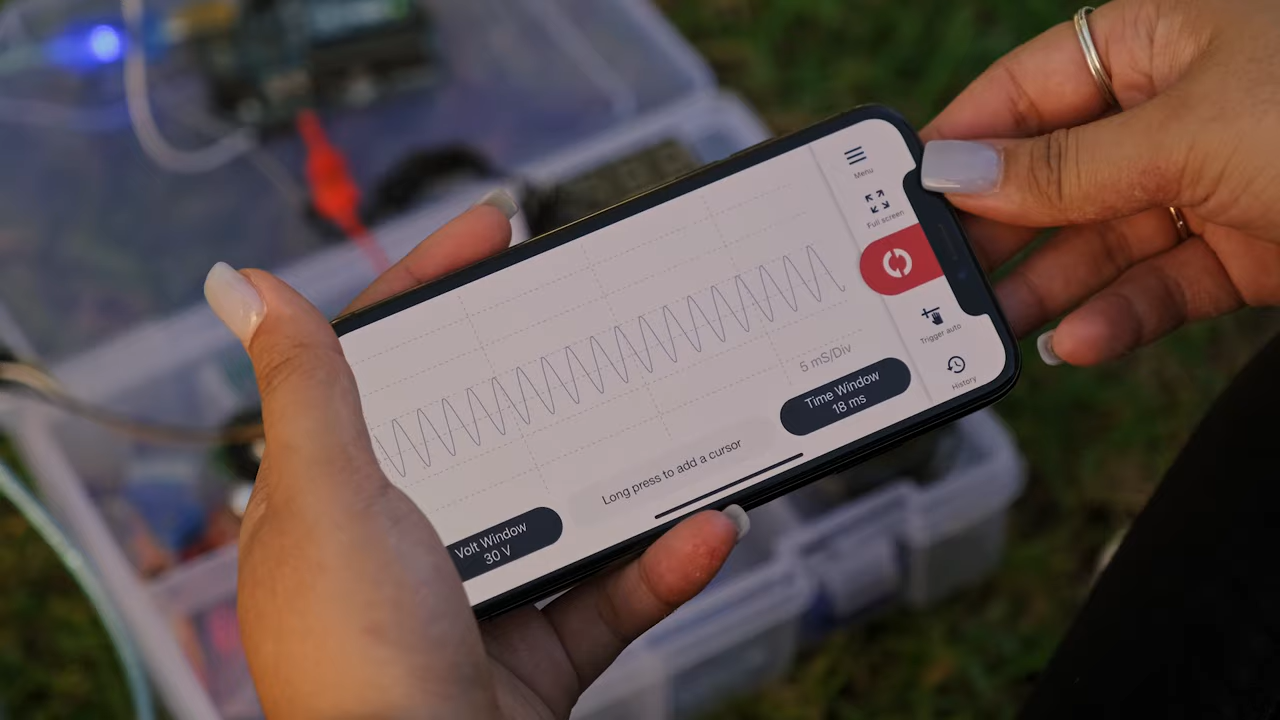 Menu
Full screen
Trigger auto
History
5 mS/Div
Time Window
18 ms
Long press to add a cursor
Volt Window
30 V